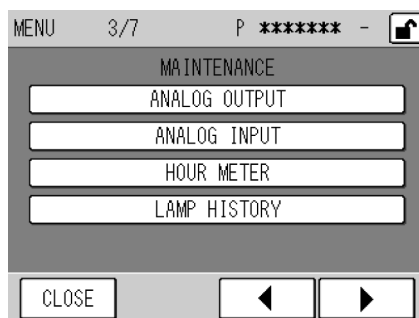 MENU 3/7 P ******* -
MAINTENANCE
ANALOG OUTPUT
ANALOG INPUT
HOUR METER
LAMP HISTORY
CLOSE